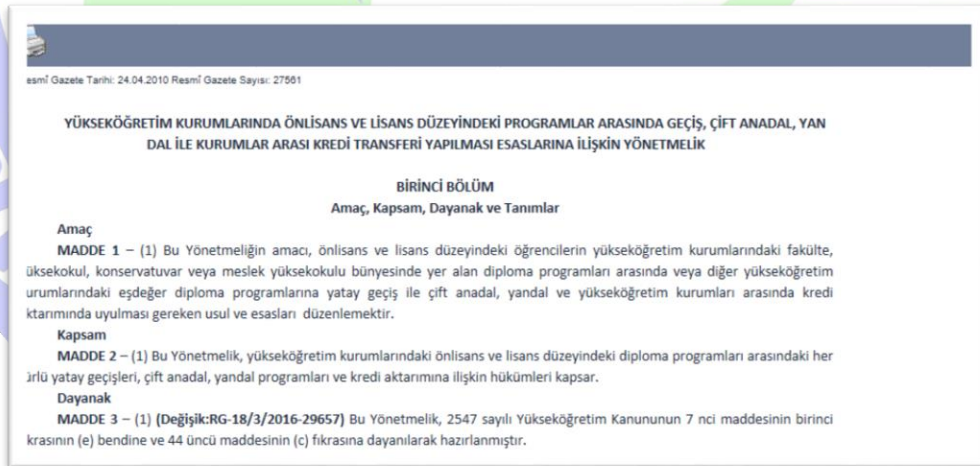 esmî Gazete Tarihi: 24.04.2010 Resmî Gazete Sayısı: 27561
YÜKSEKÖĞRETİM KURUMLARINDA ÖNLİSANS VE LİSANS DÜZEYİNDEKİ PROGRAMLAR ARASINDA GEÇİŞ, ÇİFT ANADAL, YAN
DAL İLE KURUMLAR ARASI KREDİ TRANSFERİ YAPILMASI ESASLARINA İLİŞKİN YÖNETMELİK
BİRİNCİ BÖLÜM
Amaç, Kapsam, Dayanak ve Tanımlar
Amaç
MADDE 1 – (1) Bu Yönetmeliğin amacı, önlisans ve lisans düzeyindeki öğrencilerin yükseköğretim kurumlarındaki fakülte,
üksekokul, konservatuvar veya meslek yüksekokulu bünyesinde yer alan diploma programları arasında veya diğer yükseköğretim
urumlarındaki eşdeğer diploma programlarına yatay geçiş ile çift anadal, yandal ve yükseköğretim kurumları arasında kredi
ktarımında uyulması gereken usul ve esasları düzenlemektir.
Kapsam
MADDE 2 – (1) Bu Yönetmelik, yükseköğretim kurumlarındaki önlisans ve lisans düzeyindeki diploma programları arasındaki her
ürlü yatay geçişleri, çift anadal, yandal programları ve kredi aktarımına ilişkin hükümleri kapsar.
Dayanak
MADDE 3 – (1) (Değişik:RG-18/3/2016-29657) Bu Yönetmelik, 2547 sayılı Yükseköğretim Kanununun 7 nci maddesinin birinci
krasının (e) bendine ve 44 üncü maddesinin (c) fıkrasına dayanılarak hazırlanmıştır.